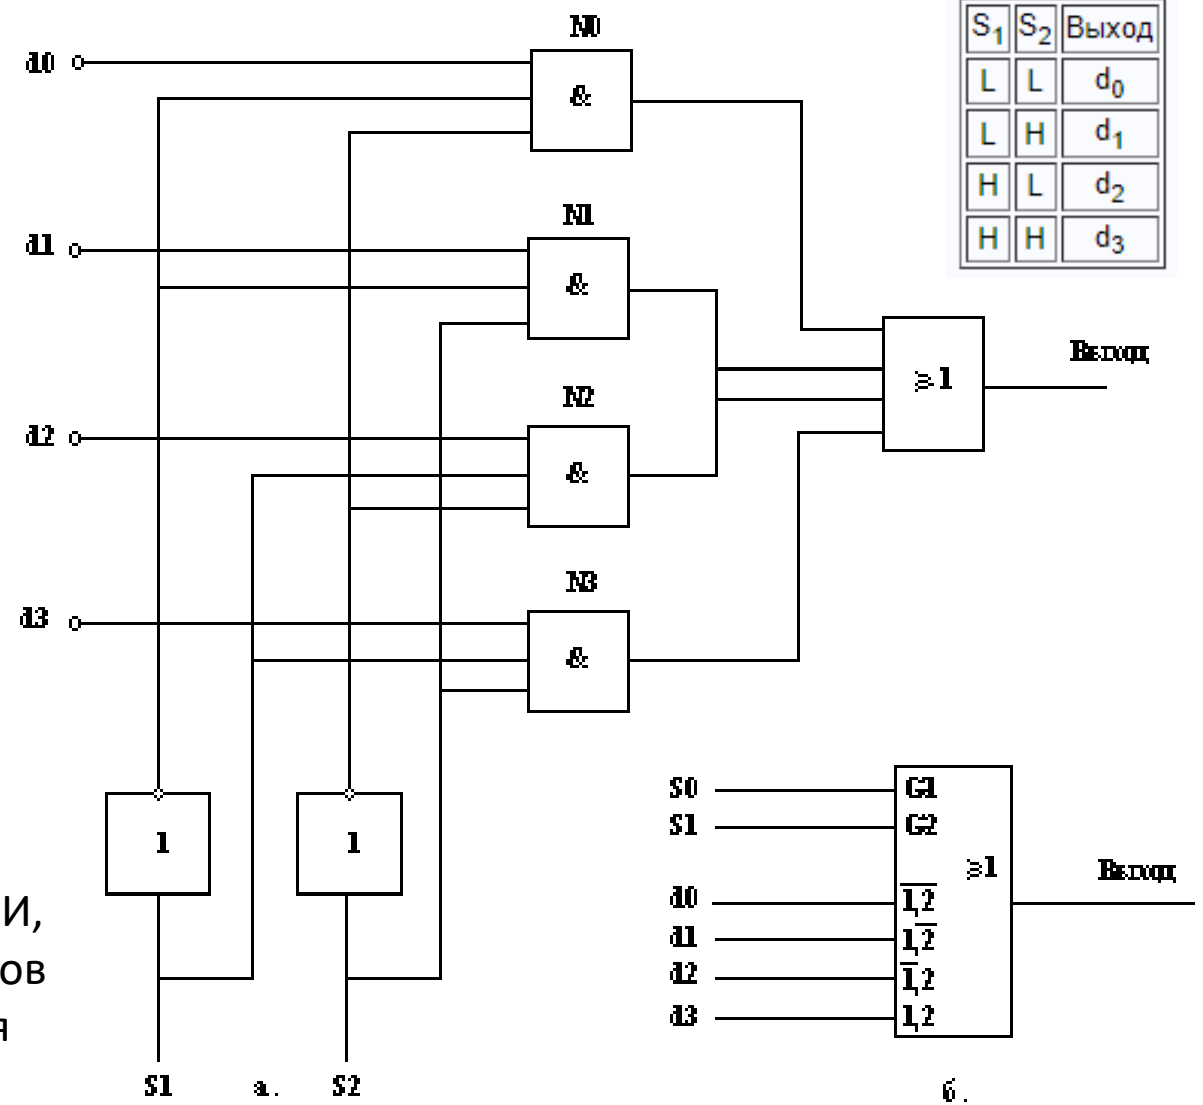 N0
d0
&
S1 S2 Выход
L L d0
L H d1
H L d2
H H d3
N1
d1
&
≥1
Выход
N2
d2
&
N3
d3
&
1
1
И,
ов
я
S1
а.
S2
S0 G1
S1 G2
≥1
Выход
d0 1,2
d1 1,2
d2 1,2
d3 1,2
б.